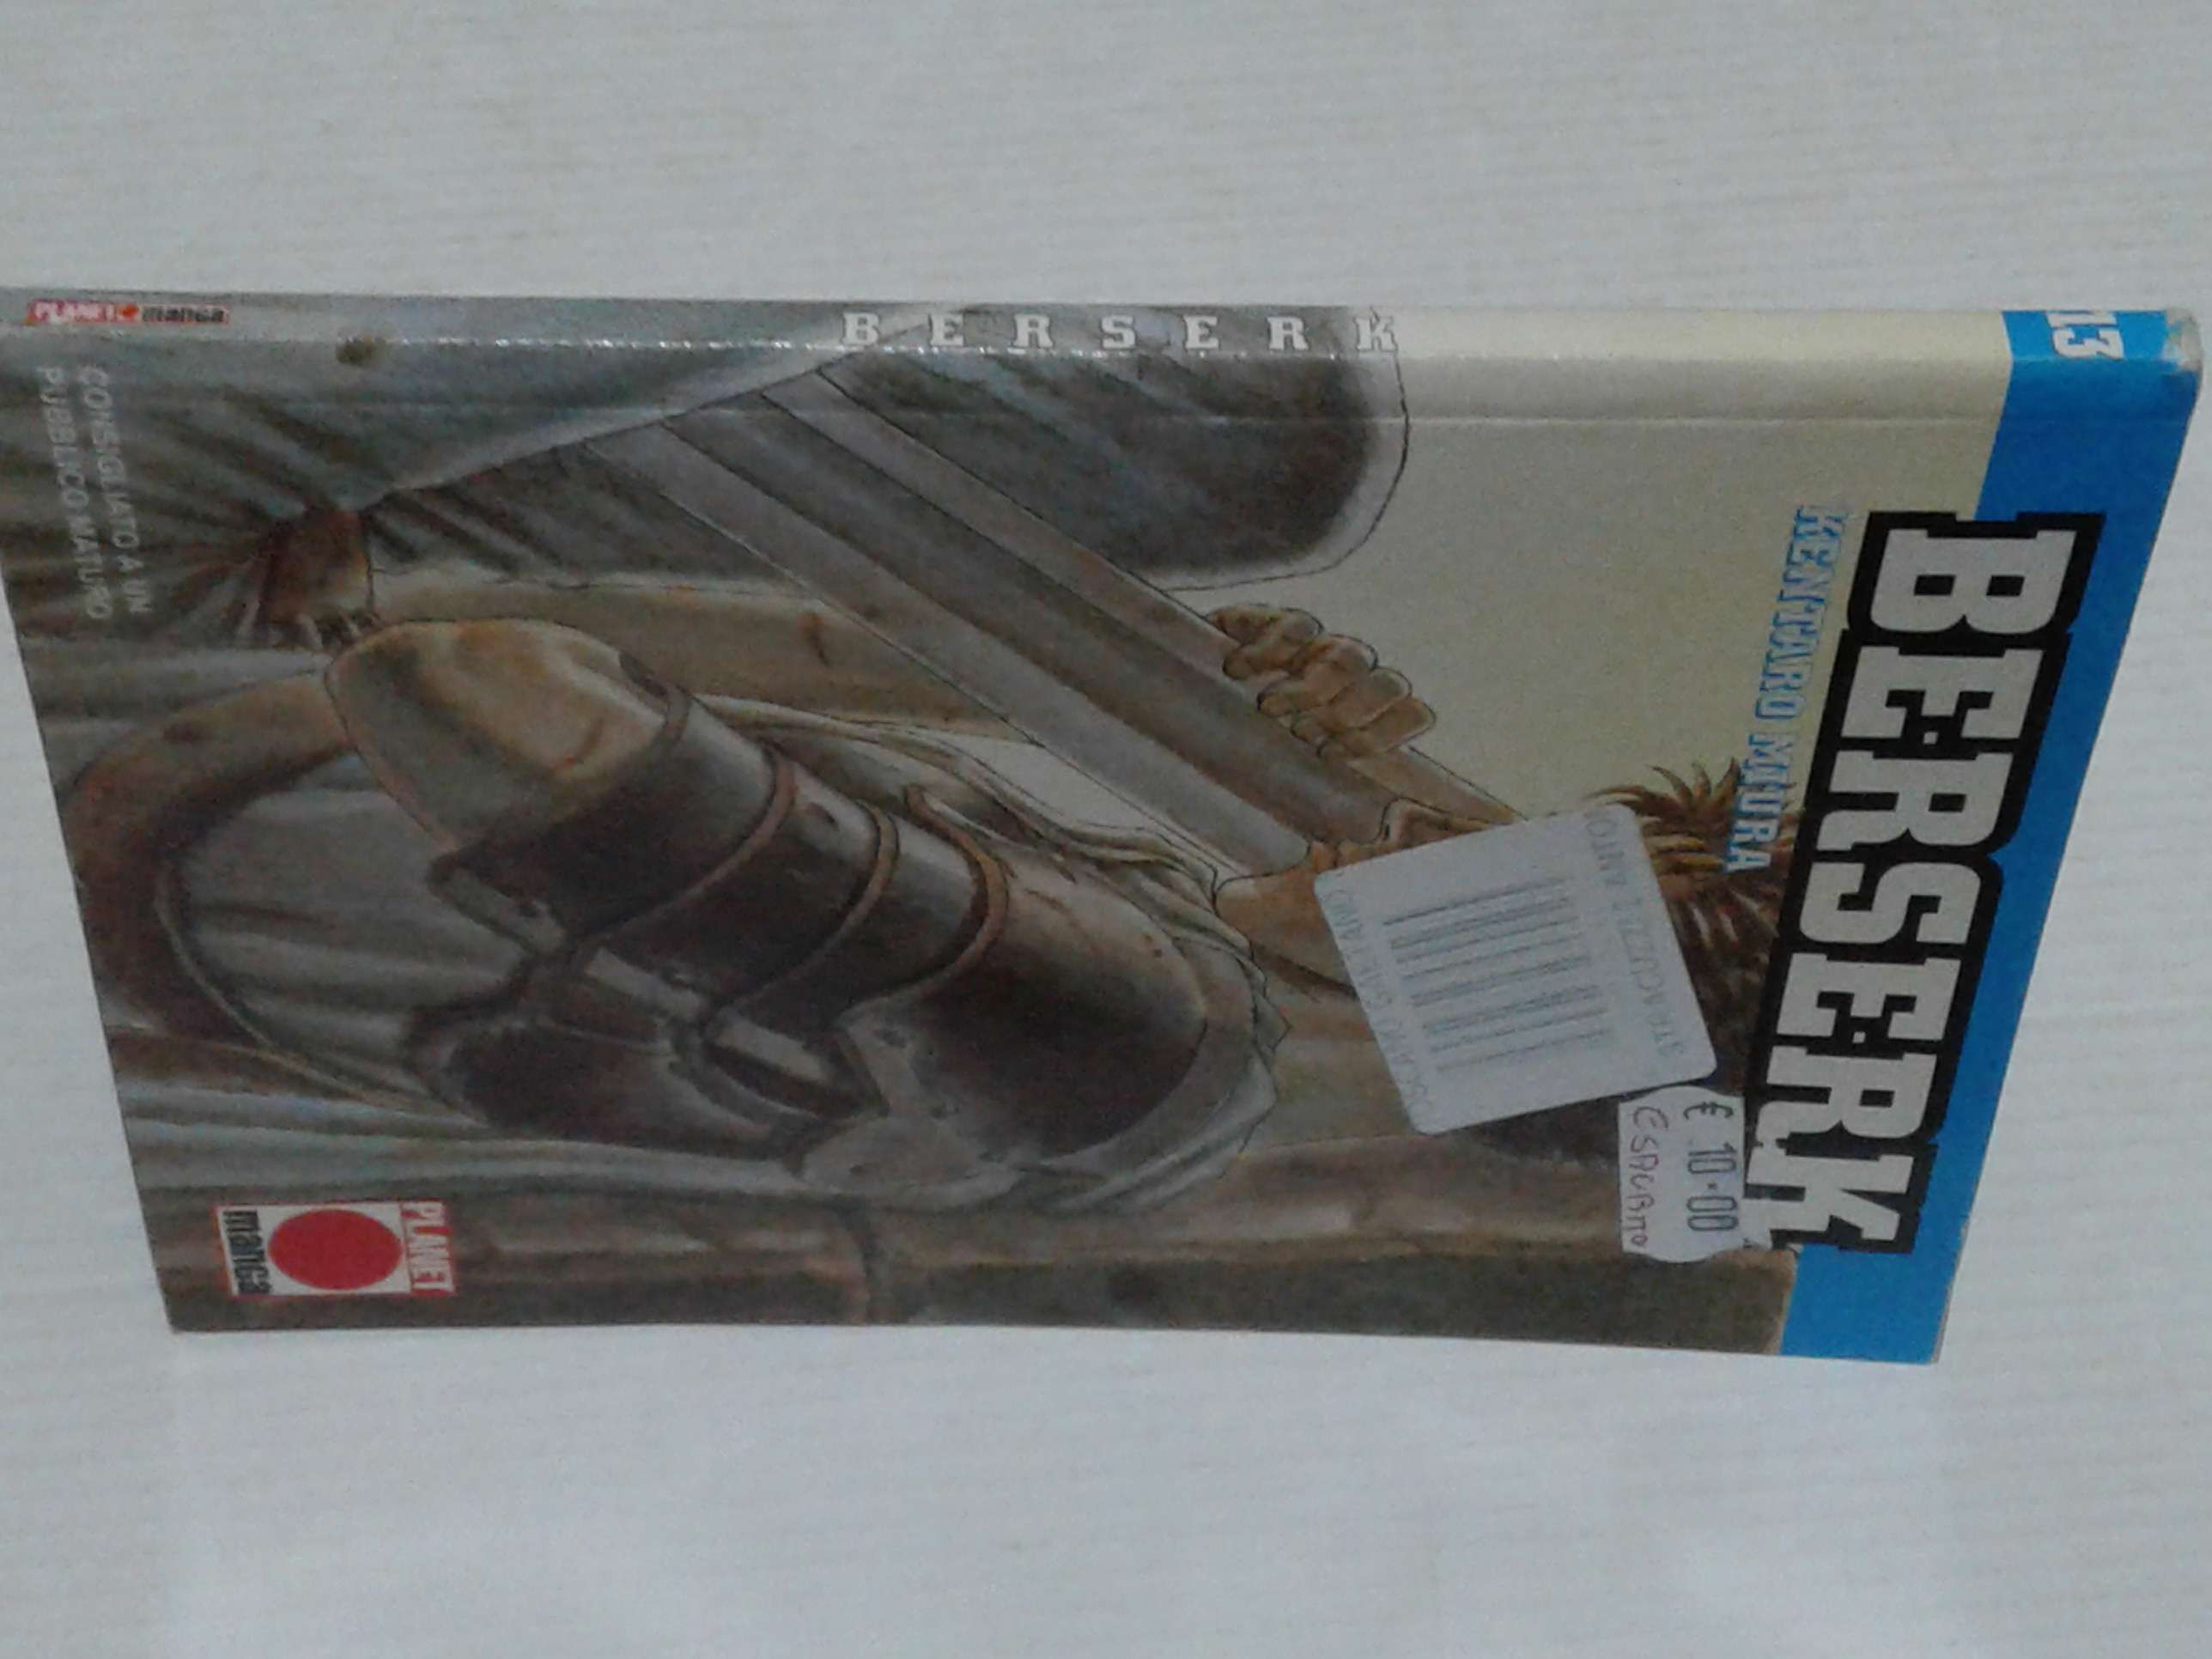 13
BERSERK
PLANET manga
BERSERK
KENTARO MIURA
€ 10.00
CONSIGLIATO A UN
PUBBLICO MATURO
PLANET
manga